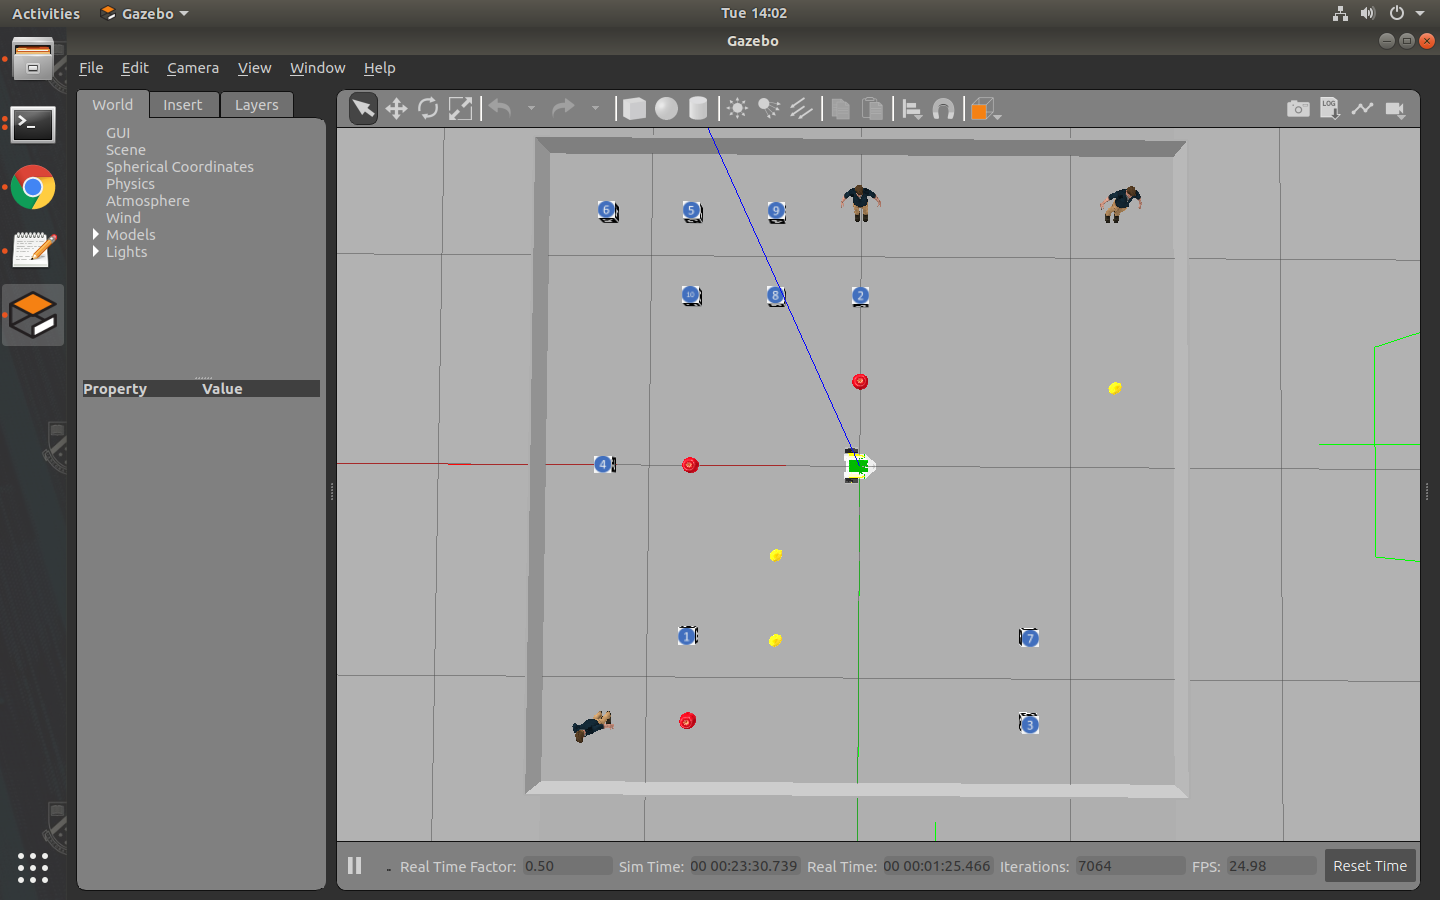 Activities Gazebo Tue 14:02
Gazebo
File Edit Camera View Window Help
World Insert Layers
GUI
Scene
Spherical Coordinates
Physics
Atmosphere
Wind
Models
Lights
Property Value
LOG
6 5 9
10 8 2
4
1 7
3
Real Time Factor: 0.50 Sim Time: 00 00:23:30.739 Real Time: 00 00:01:25.466 Iterations: 7064 FPS: 24.98 Reset Time